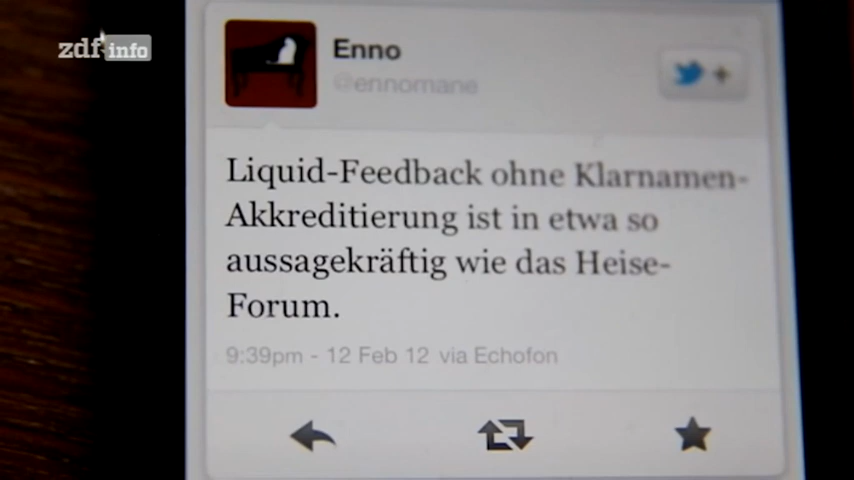 zdf info
Enno
@ennomane
Liquid-Feedback ohne Klarnamen-
Akkreditierung ist in etwa so
aussagekräftig wie das Heise-
Forum.
9:39pm - 12 Feb 12 via Echofon